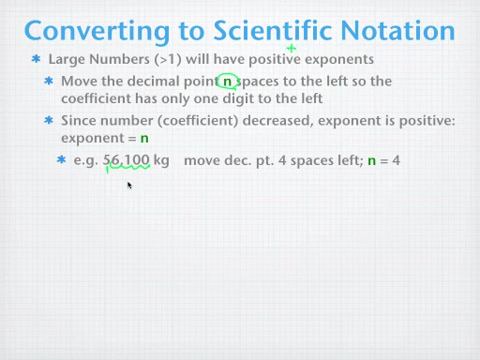 Converting to Scientific Notation
+
✱ Large Numbers (>1) will have positive exponents
✱ Move the decimal point n spaces to the left so the
coefficient has only one digit to the left
✱ Since number (coefficient) decreased, exponent is positive:
exponent = n
✱ e.g. 56,100 kg move dec. pt. 4 spaces left; n = 4